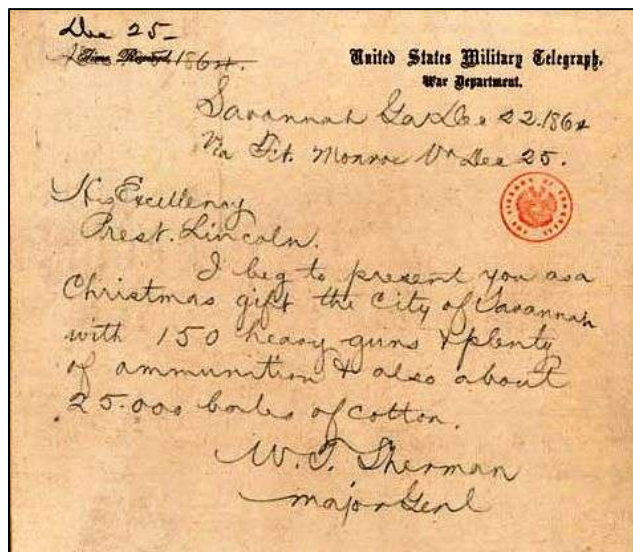 Dec 25-
United States Military Telegraph,
War Department.
Savannah Ga Dec 22. 1864
Via Ft. Monroe Va Dec 25.
His Excellency
Prest. Lincoln.
I beg to present you as a
Christmas gift the City of Savannah
with 150 heavy guns & plenty
of ammunition & also about
25.000 bales of cotton.
W. T. Sherman
major Genl